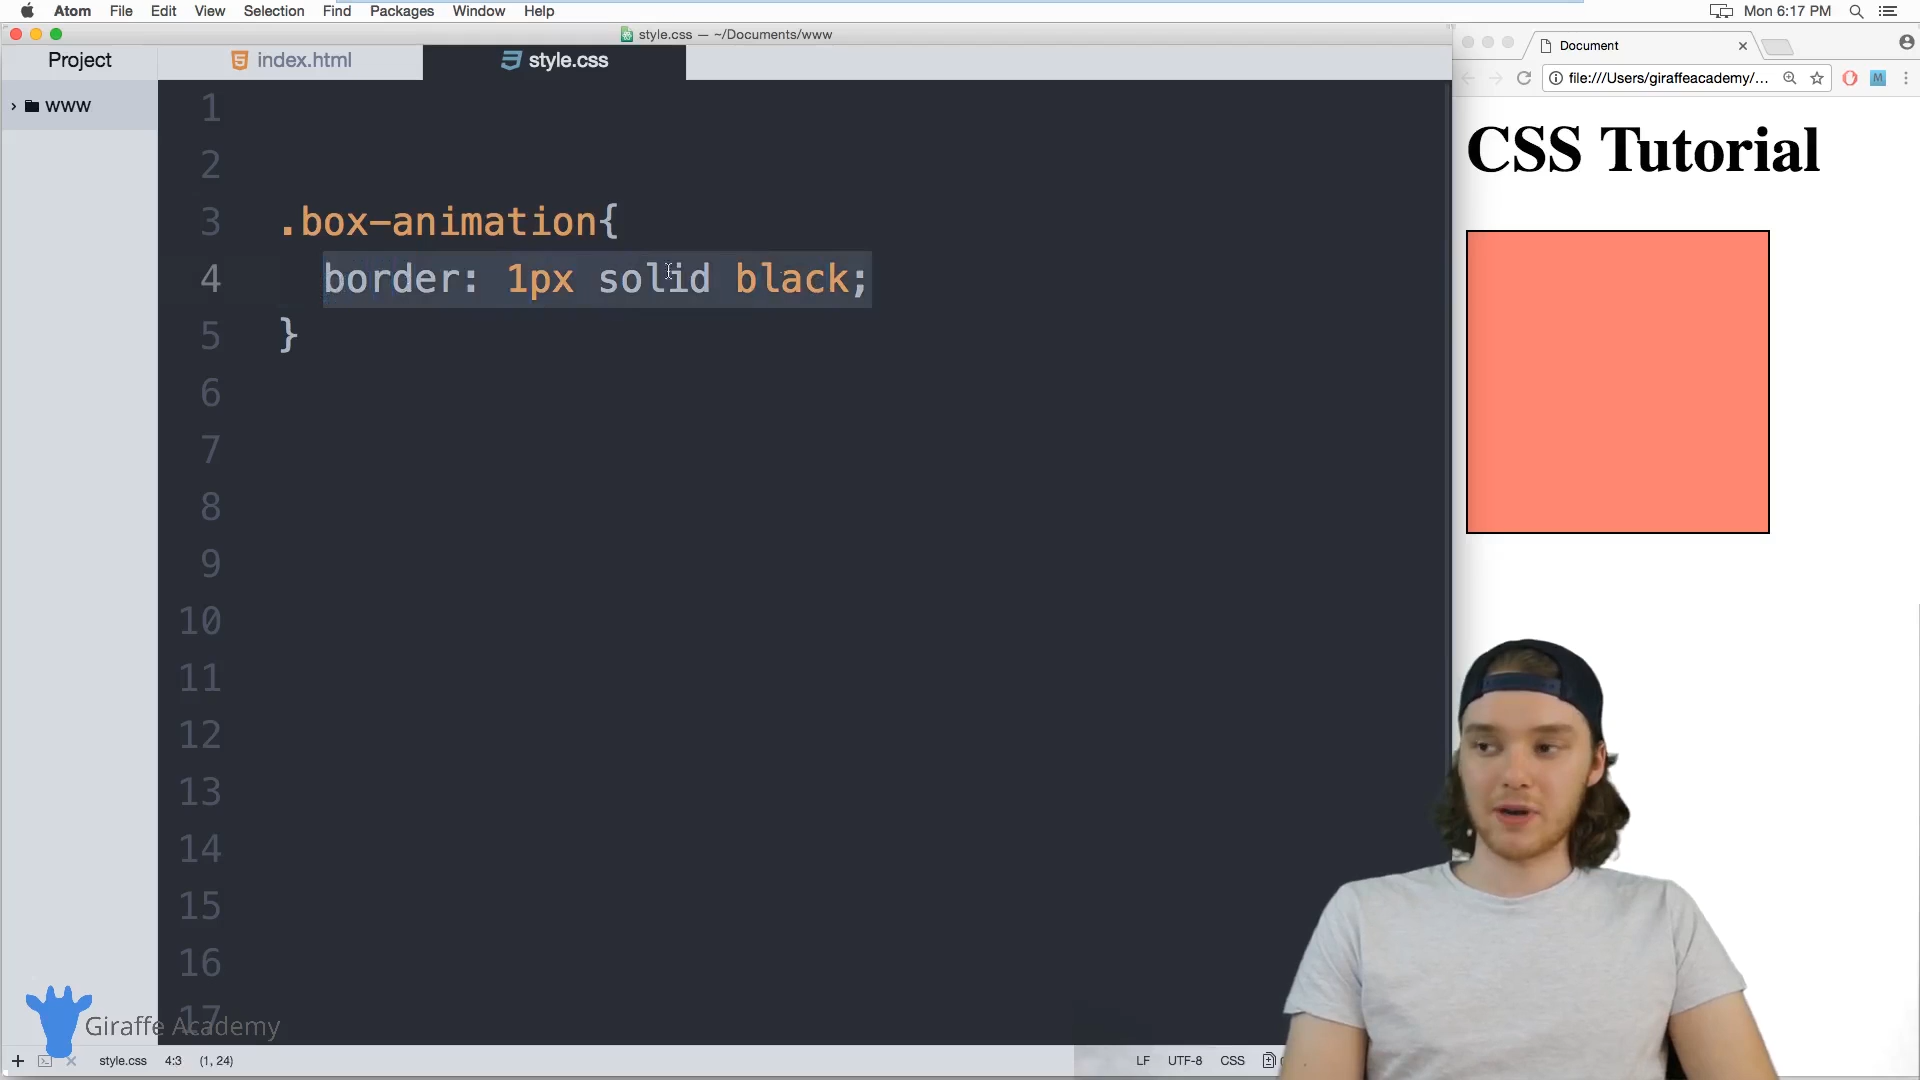 Atom File Edit View Selection Find Packages Window Help Mon 6:17 PM
style.css — ~/Documents/www
Project index.html style.css
www
1
2
3 .box-animation{
4 border: 1px solid black;
5 }
6
7
8
9
10
11
12
13
14
15
16
17
Giraffe Academy
style.css 4:3 (1, 24) LF UTF-8 CSS
Document
file:///Users/giraffeacademy/... M
CSS Tutorial